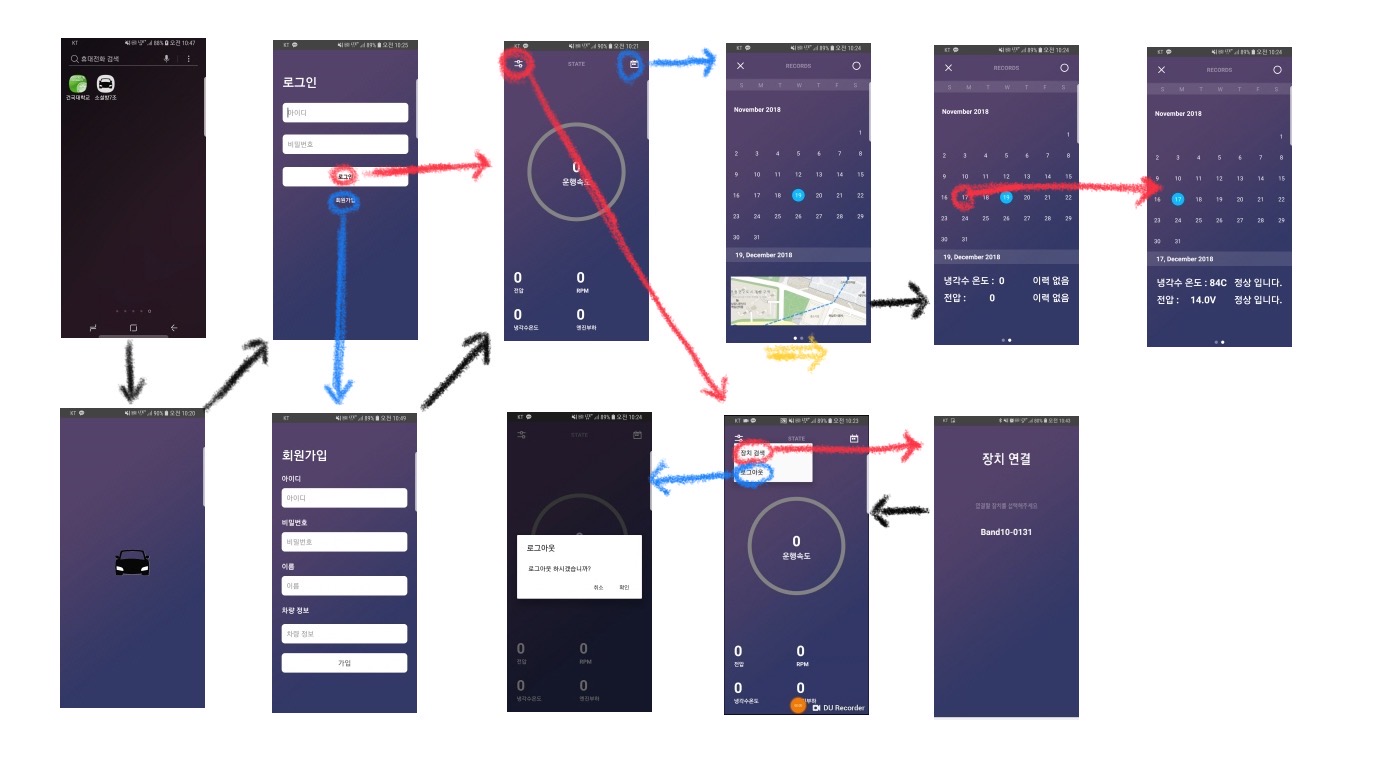 KT 88% 오전 10:47
휴대전화 검색
건국대학교 소설방7조
KT 89% 오전 10:25
로그인
아이디
비밀번호
로그인
회원가입
KT 90% 오전 10:21
STATE
0
운행속도
0 0
전압 RPM
0 0
냉각수온도 엔진부하
KT 89% 오전 10:24
RECORDS
S M T W T F S
November 2018
1
2 3 4 5 6 7 8
9 10 11 12 13 14 15
16 17 18 19 20 21 22
23 24 25 26 27 28 29
30 31
19, December 2018
KT 89% 오전 10:24
RECORDS
S M T W T F S
November 2018
1
2 3 4 5 6 7 8
9 10 11 12 13 14 15
16 17 18 19 20 21 22
23 24 25 26 27 28 29
30 31
19, December 2018
냉각수 온도 : 0 이력 없음
전압 : 0 이력 없음
KT 89% 오전 10:24
RECORDS
S M T W T F S
November 2018
1
2 3 4 5 6 7 8
9 10 11 12 13 14 15
16 17 18 19 20 21 22
23 24 25 26 27 28 29
30 31
17, December 2018
냉각수 온도 : 84C 정상 입니다.
전압 : 14.0V 정상 입니다.
KT 90% 오전 10:20
KT 89% 오전 10:49
회원가입
아이디
아이디
비밀번호
비밀번호
이름
이름
차량 정보
차량 정보
가입
KT 89% 오전 10:24
STATE
로그아웃
로그아웃 하시겠습니까?
취소 확인
0 0
전압 RPM
0 0
냉각수온도 엔진부하
KT 89% 오전 10:23
STATE
장치 검색
로그아웃
0
운행속도
0 0
전압 RPM
0 0
냉각수온도
DU Recorder
KT 88% 오전 10:43
장치 연결
연결할 장치를 선택해주세요
Band10-0131